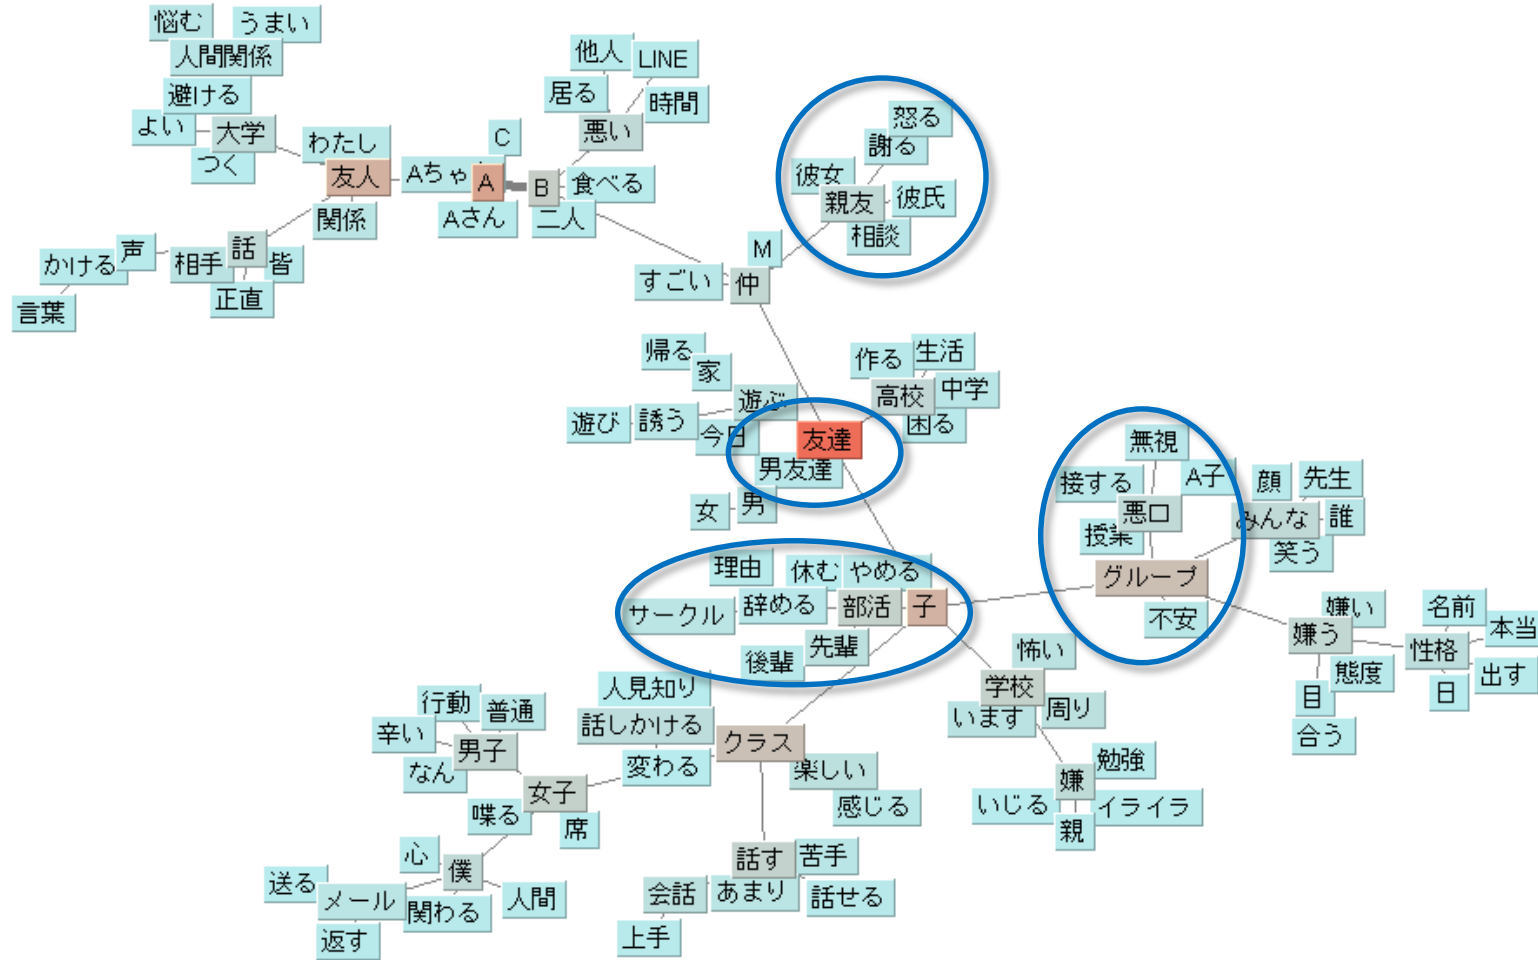 悩む
うまい
人間関係
避ける
よい
大学
つく
わたし
友人
関係
声
かける
言葉
相手
話
皆
正直
Aちゃ
A
C
Aさん
B
二人
食べる
他人
LINE
居る
時間
悪い
怒る
謝る
彼女
親友
彼氏
相談
M
すごい
仲
帰る
家
遊ぶ
遊び
誘う
今日
友達
男友達
女
男
作る
生活
高校
中学
困る
理由
休む
やめる
サークル
辞める
部活
子
先輩
後輩
無視
接する
A子
悪口
授業
グループ
不安
顔
先生
みんな
誰
笑う
嫌い
嫌う
態度
目
合う
名前
本当
性格
出す
日
怖い
学校
います
周り
嫌
勉強
いじる
イライラ
親
人見知り
話しかける
クラス
変わる
楽しい
感じる
行動
普通
辛い
男子
なん
女子
喋る
席
心
僕
送る
メール
関わる
人間
返す
話す
苦手
会話
あまり
話せる
上手